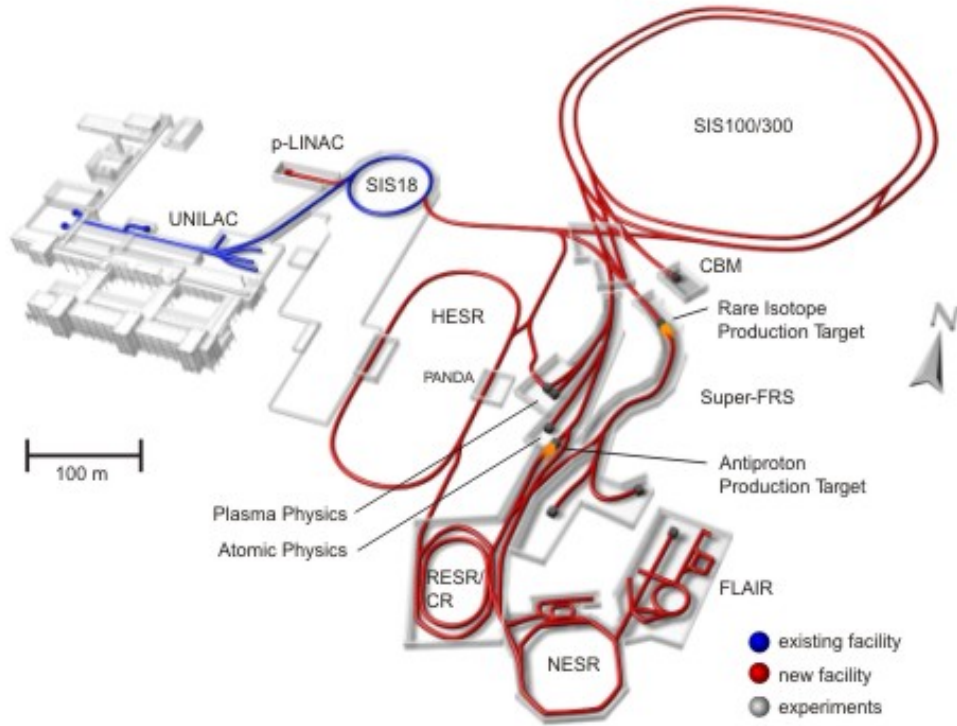 SIS100/300
p-LINAC
SIS18
UNILAC
CBM
Rare Isotope
Production Target
N
HESR
PANDA
Super-FRS
100 m
Antiproton
Production Target
Plasma Physics
Atomic Physics
RESR/
CR
FLAIR
NESR
existing facility
new facility
experiments